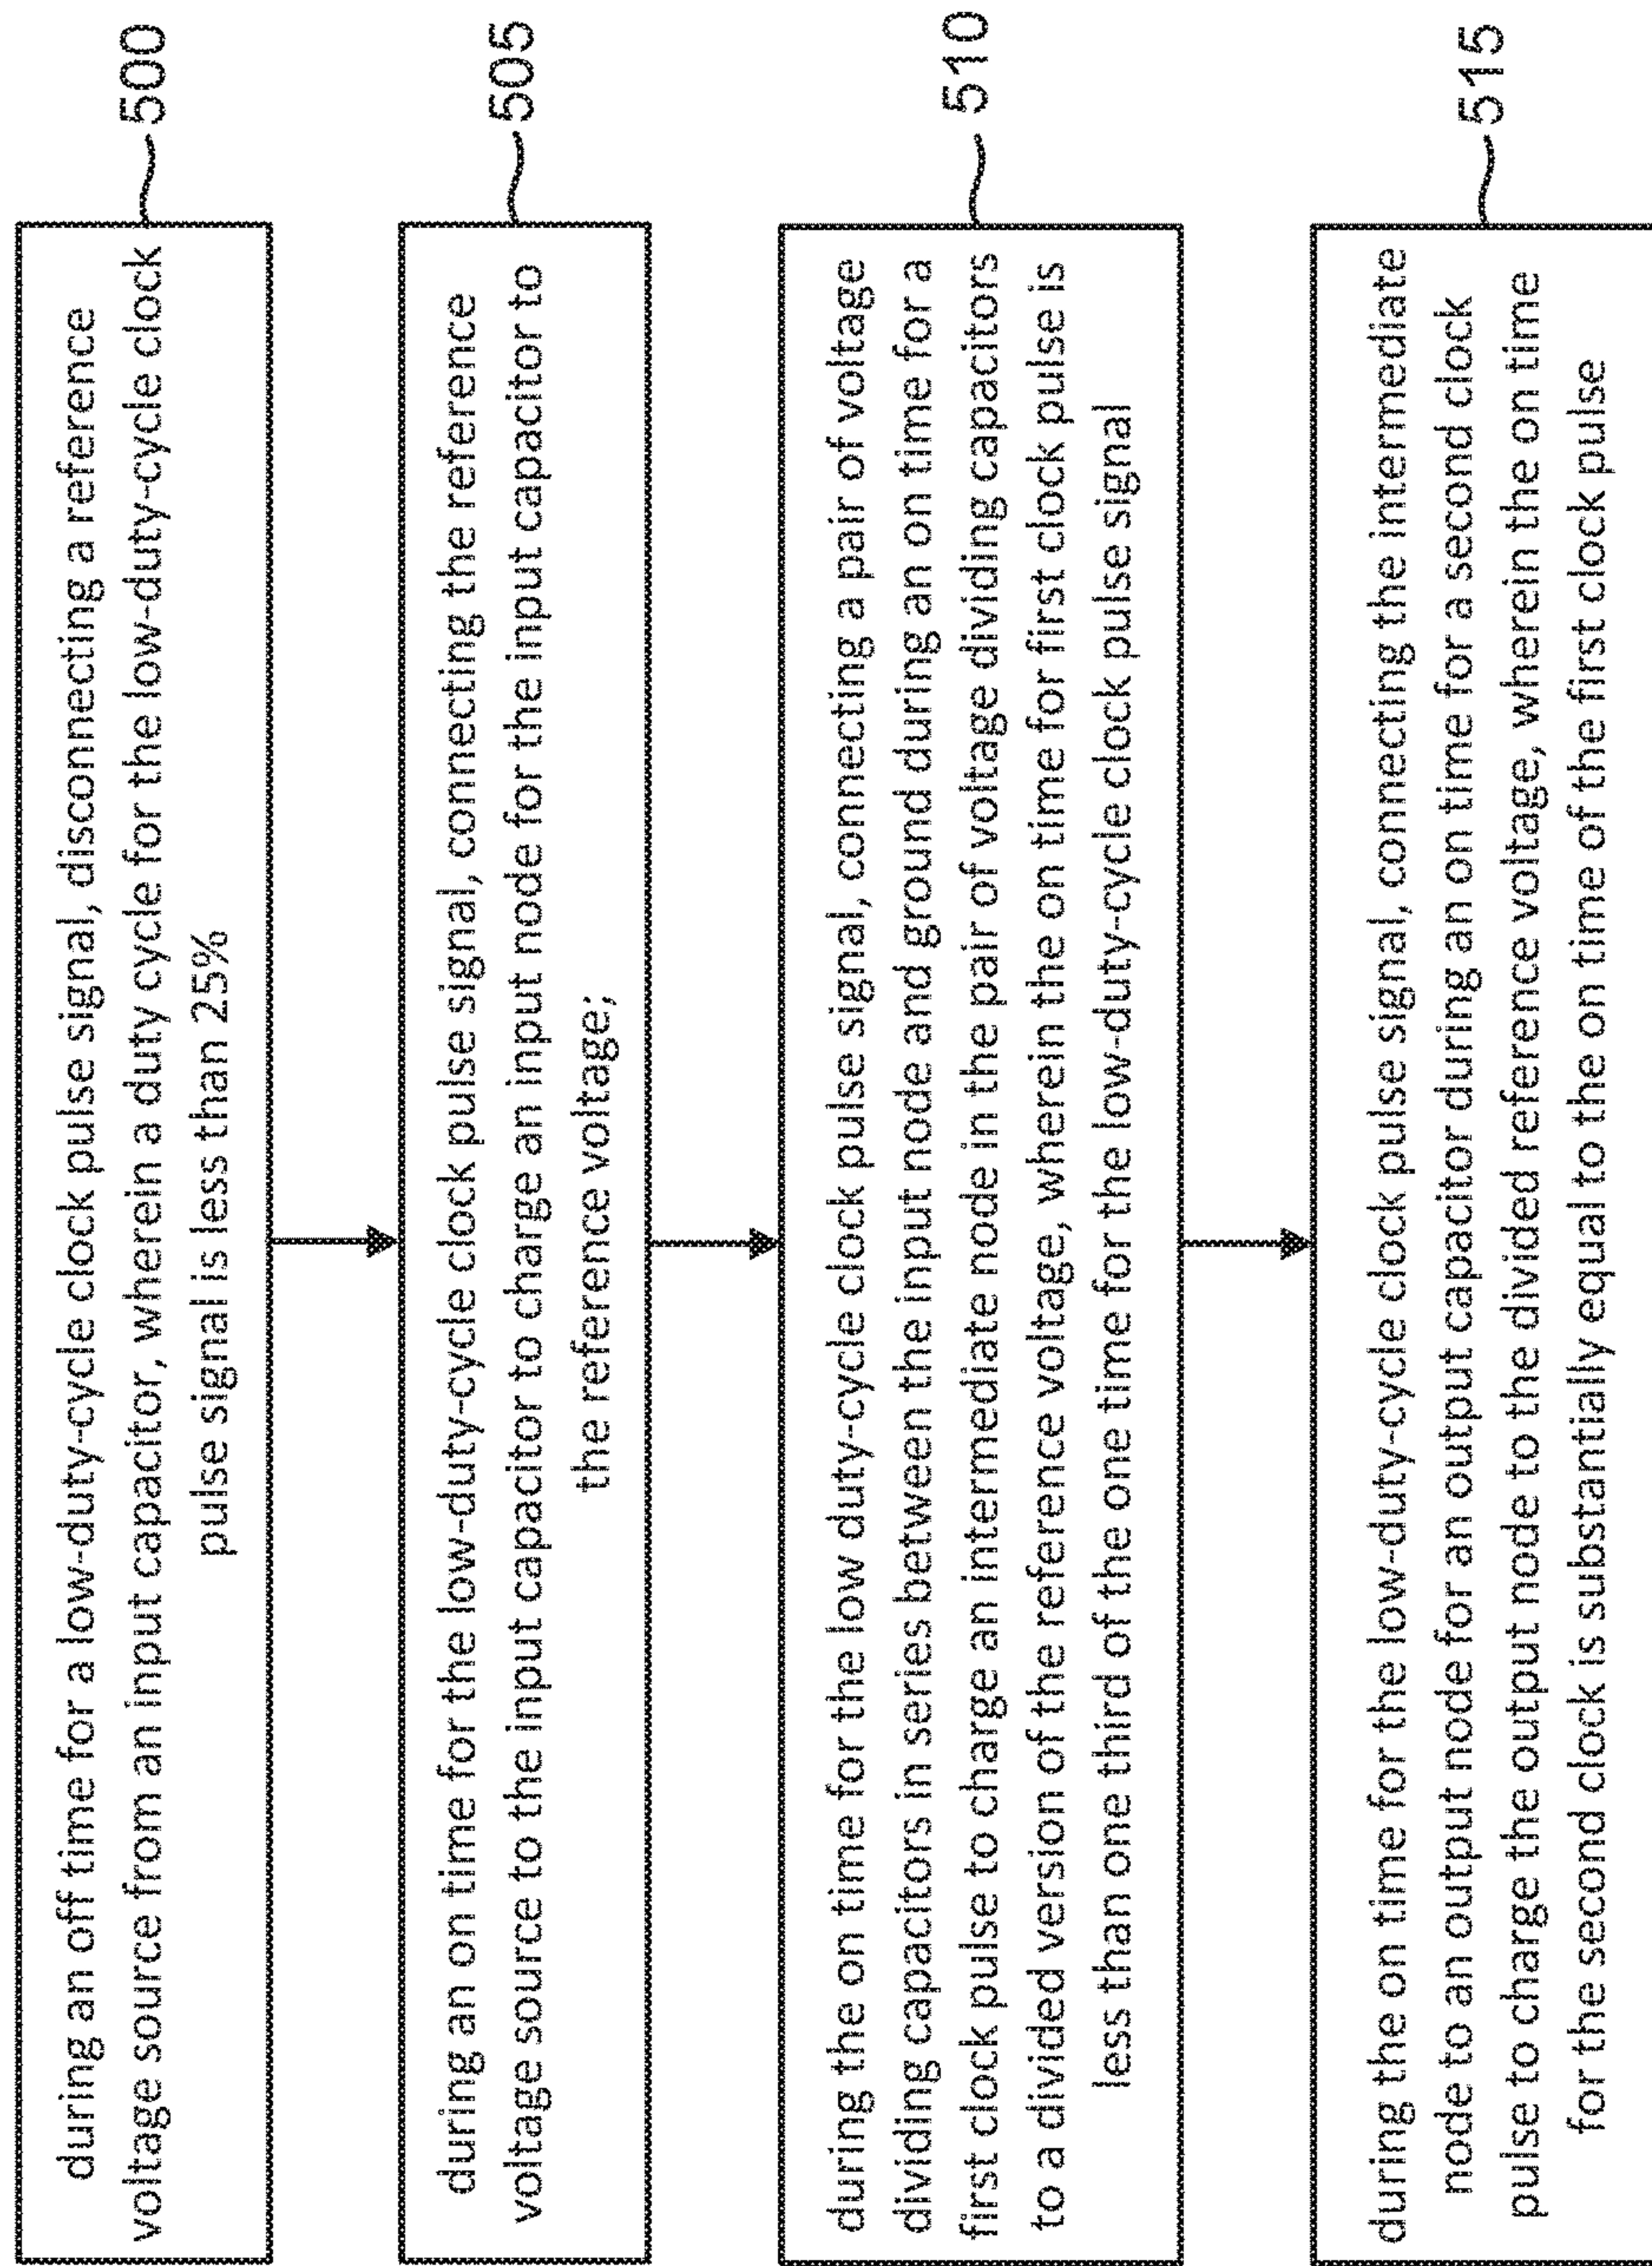 during an off time for a low-duty-cycle clock pulse signal, disconnecting a reference
voltage source from an input capacitor, wherein a duty cycle for the low-duty-cycle clock
pulse signal is less than 25%
500
during an on time for the low-duty-cycle clock pulse signal, connecting the reference
voltage source to the input capacitor to charge an input node for the input capacitor to
the reference voltage;
505
during the on time for the low duty-cycle clock pulse signal, connecting a pair of voltage
dividing capacitors in series between the input node and ground during an on time for a
first clock pulse to charge an intermediate node in the pair of voltage dividing capacitors
to a divided version of the reference voltage, wherein the on time for first clock pulse is
less than one third of the one time for the low-duty-cycle clock pulse signal
510
during the on time for the low-duty-cycle clock pulse signal, connecting the intermediate
node to an output node for an output capacitor during an on time for a second clock
pulse to charge the output node to the divided reference voltage, wherein the on time
for the second clock is substantially equal to the on time of the first clock pulse
515